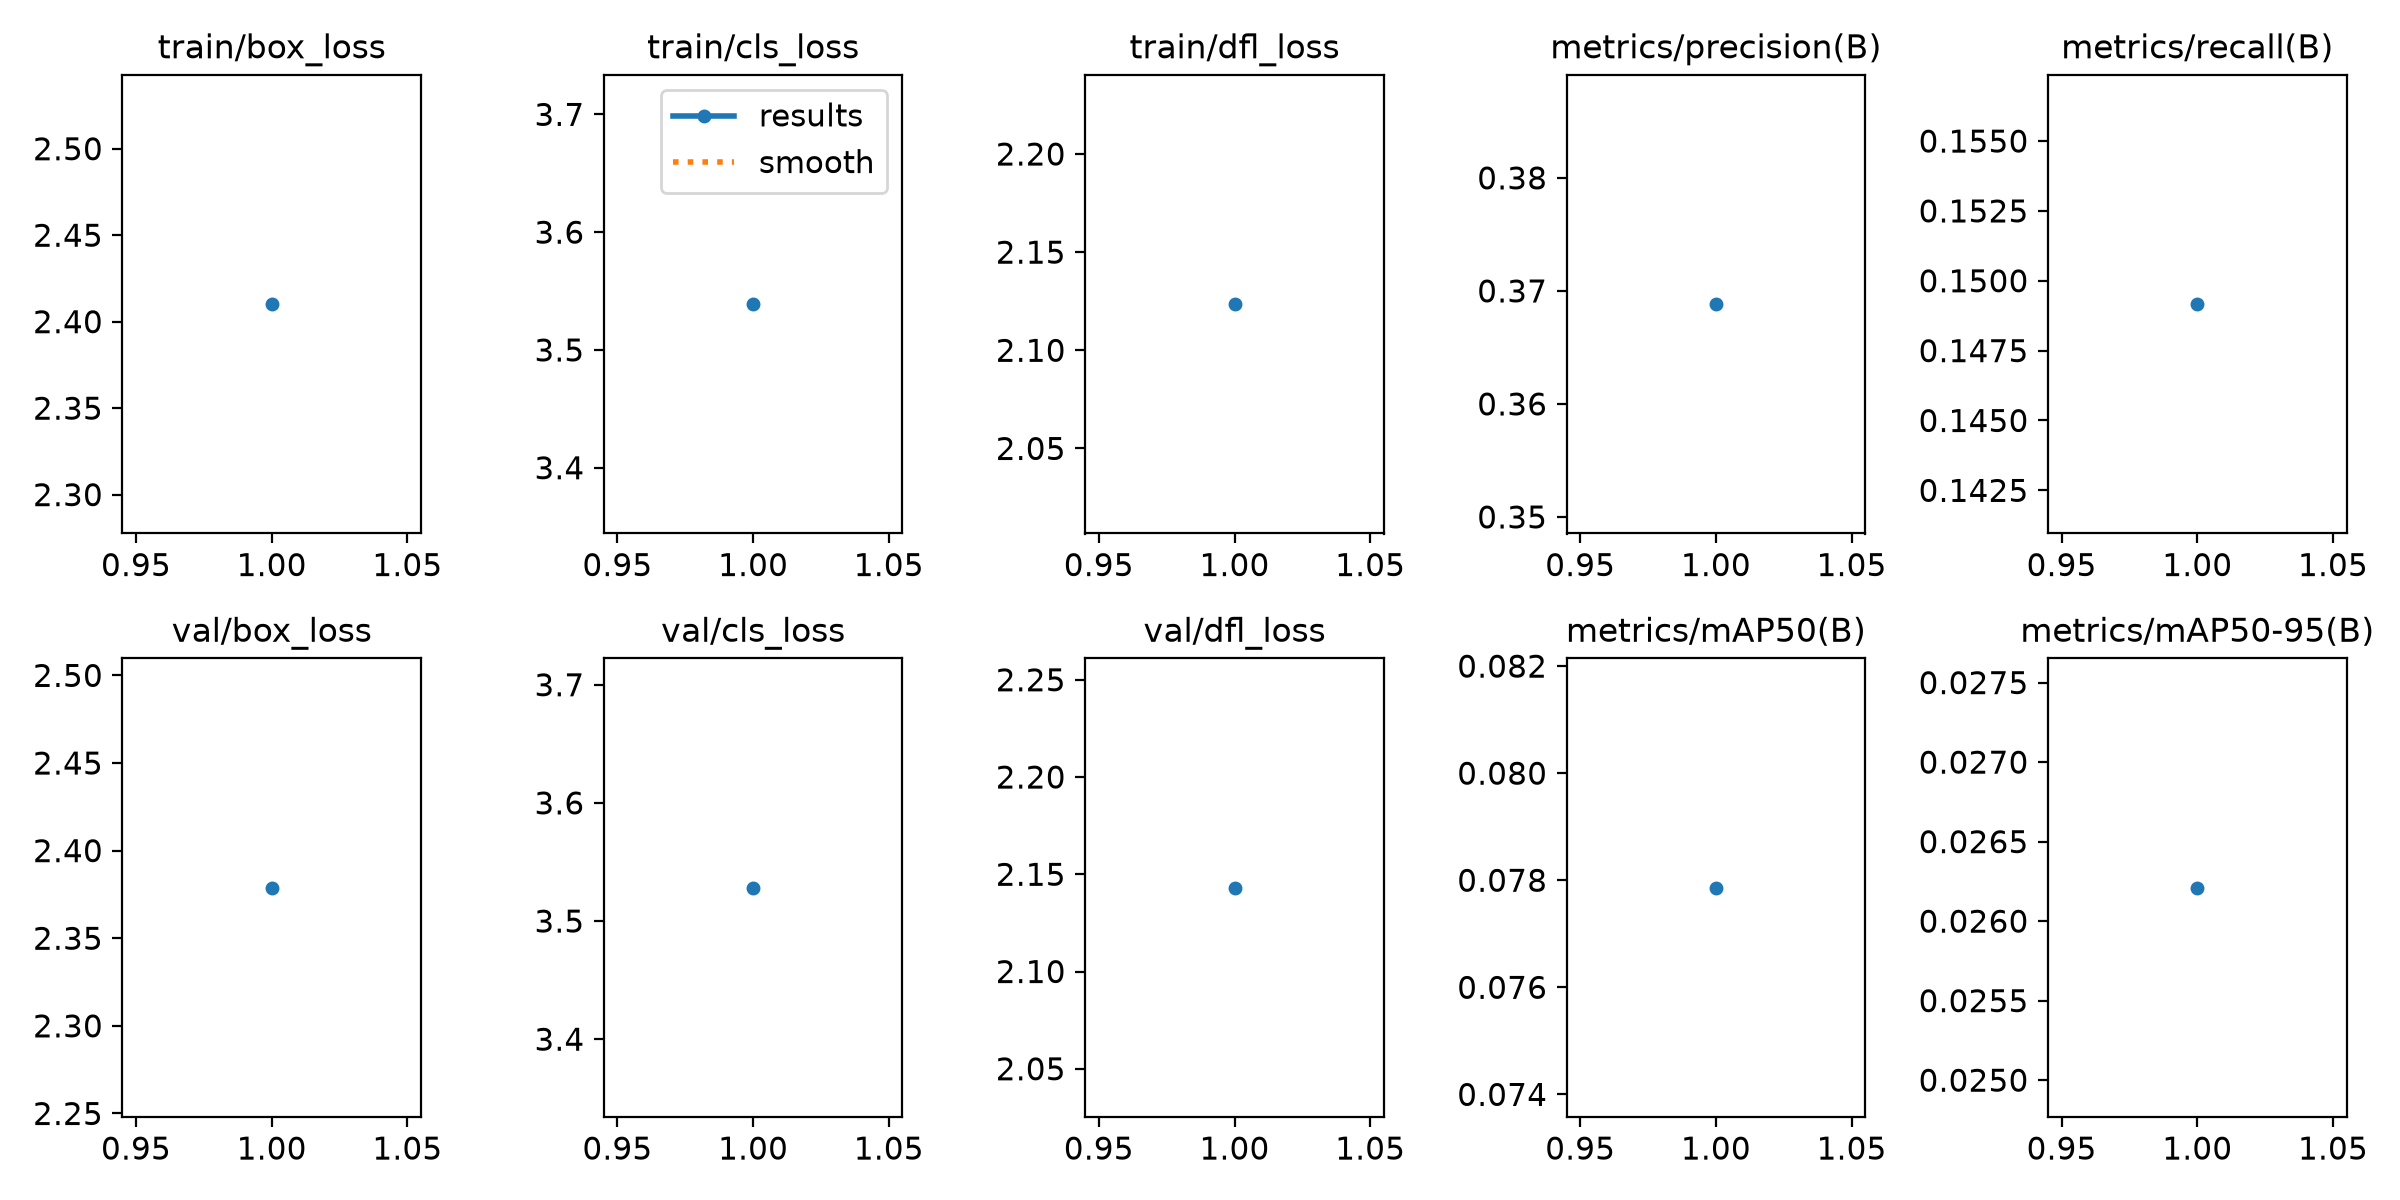 train/box_loss
2.50
2.45
2.40
2.35
2.30
0.95 1.00 1.05
train/cls_loss
results
smooth
3.7
3.6
3.5
3.4
0.95 1.00 1.05
train/dfl_loss
2.20
2.15
2.10
2.05
0.95 1.00 1.05
metrics/precision(B)
0.38
0.37
0.36
0.35
0.95 1.00 1.05
metrics/recall(B)
0.1550
0.1525
0.1500
0.1475
0.1450
0.1425
0.95 1.00 1.05
val/box_loss
2.50
2.45
2.40
2.35
2.30
2.25
0.95 1.00 1.05
val/cls_loss
3.7
3.6
3.5
3.4
0.95 1.00 1.05
val/dfl_loss
2.25
2.20
2.15
2.10
2.05
0.95 1.00 1.05
metrics/mAP50(B)
0.082
0.080
0.078
0.076
0.074
0.95 1.00 1.05
metrics/mAP50-95(B)
0.0275
0.0270
0.0265
0.0260
0.0255
0.0250
0.95 1.00 1.05